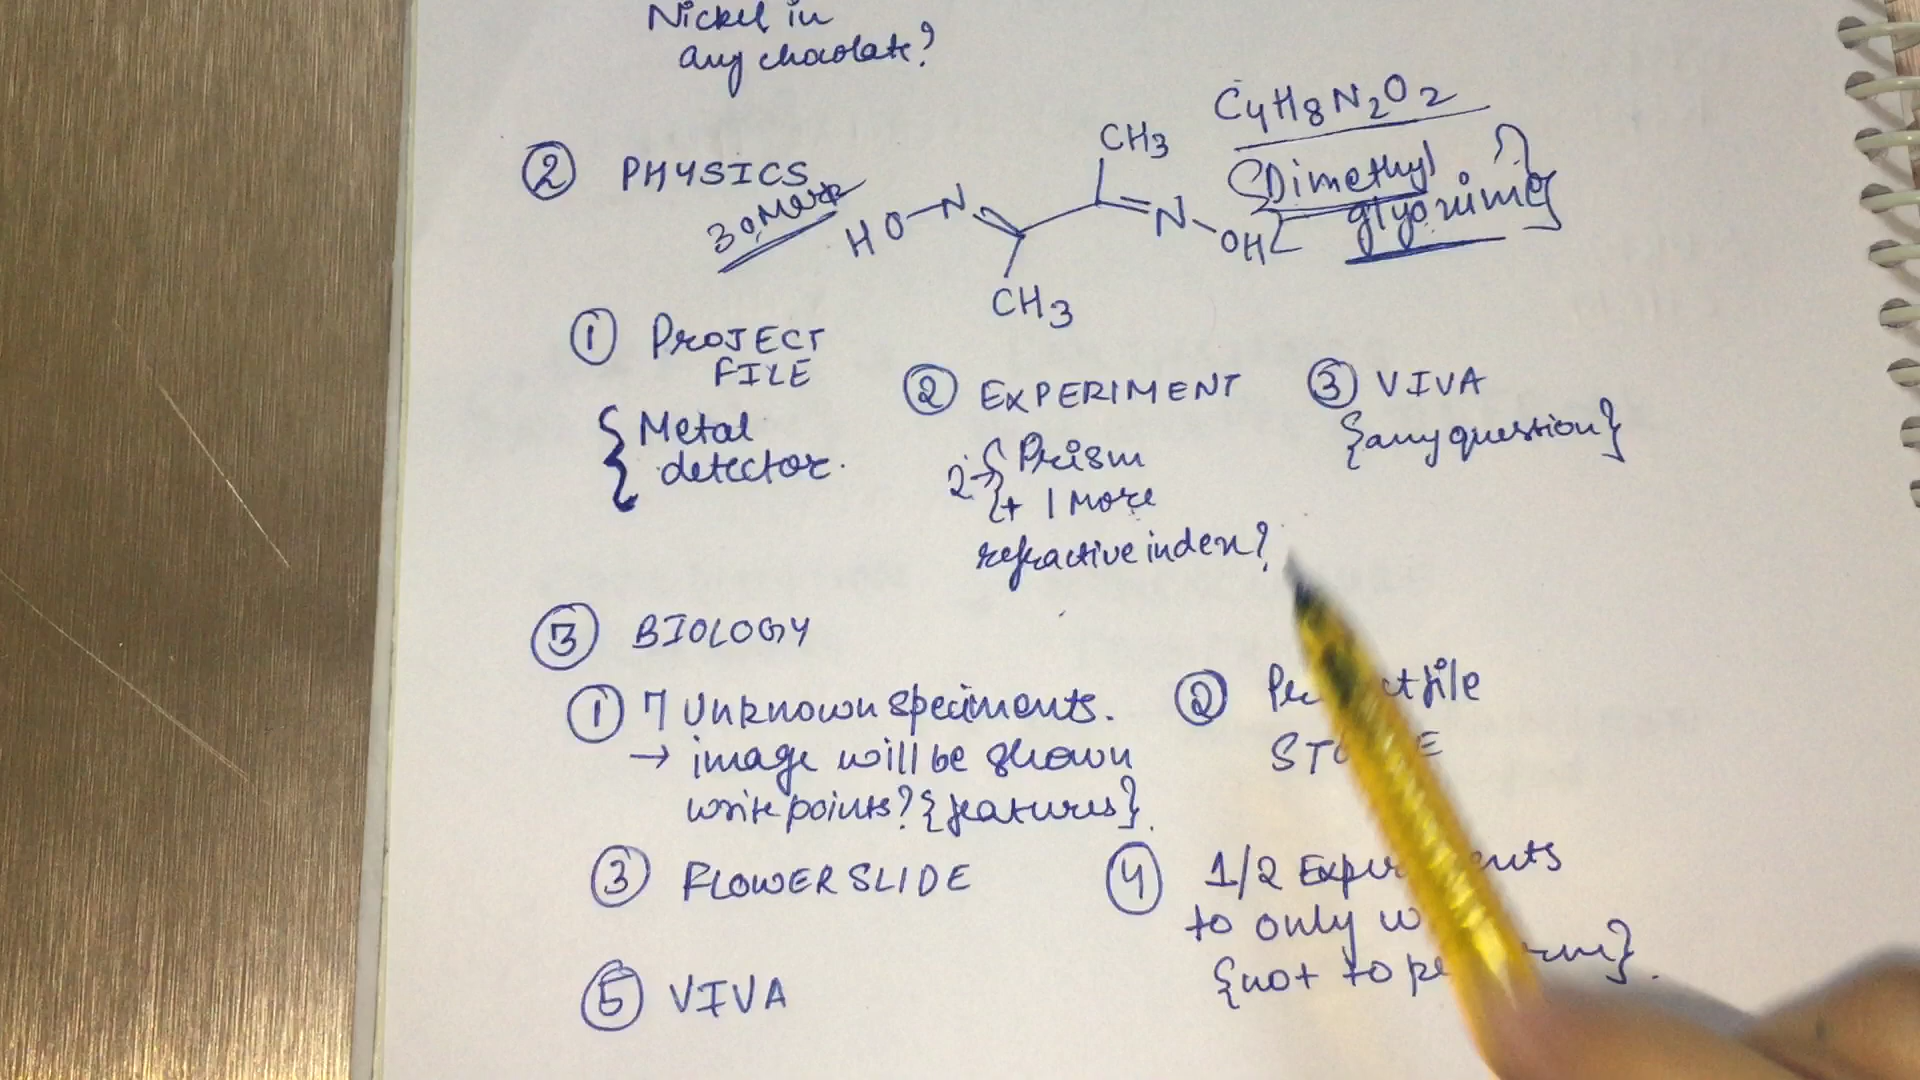 Nickel in
any chocolate?
C4H8N2O2
② PHYSICS
30 Mark
CH3
{Dimethyl
glyoxime}
HO-N
N-OH
CH3
① PROJECT
FILE
{Metal
detector.
② EXPERIMENT
2→{Prism
+ 1 More
refractive index?
③ VIVA
{any question}
③ BIOLOGY
① 7 Unknown speciments.
→ image will be shown
write points? {features}.
②
③ FLOWER SLIDE
④ 1/2
to only
{not to
⑤ VIVA